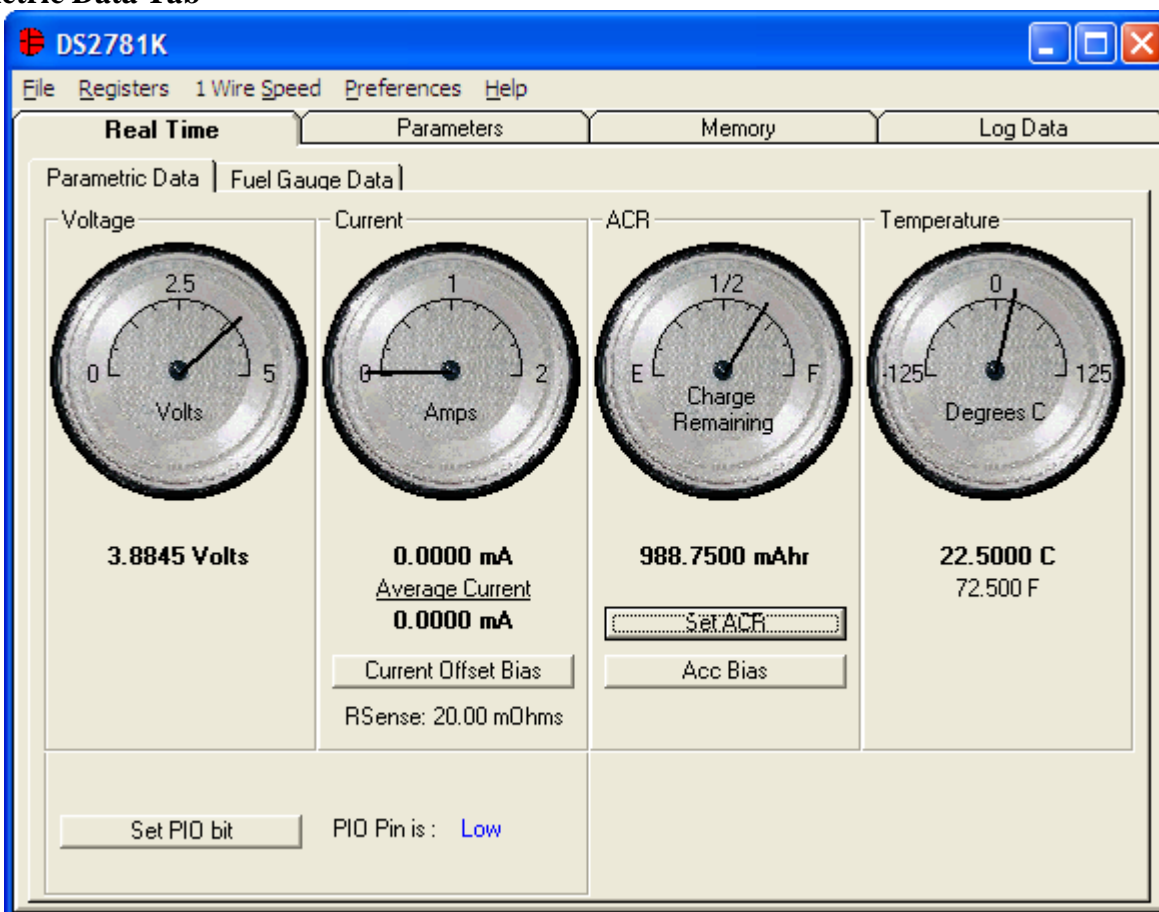 etric Data Tab
DS2781K
File Registers 1 Wire Speed Preferences Help
Real Time Parameters Memory Log Data
Parametric Data Fuel Gauge Data
Voltage Current ACR Temperature
2.5 1 1/2 0
0 5 0 2 E F -125 125
Volts Amps Charge Remaining Degrees C
3.8845 Volts 0.0000 mA 988.7500 mAhr 22.5000 C
Average Current 72.500 F
0.0000 mA Set ACR
Current Offset Bias Acc Bias
RSense: 20.00 mOhms
Set PIO bit PIO Pin is : Low